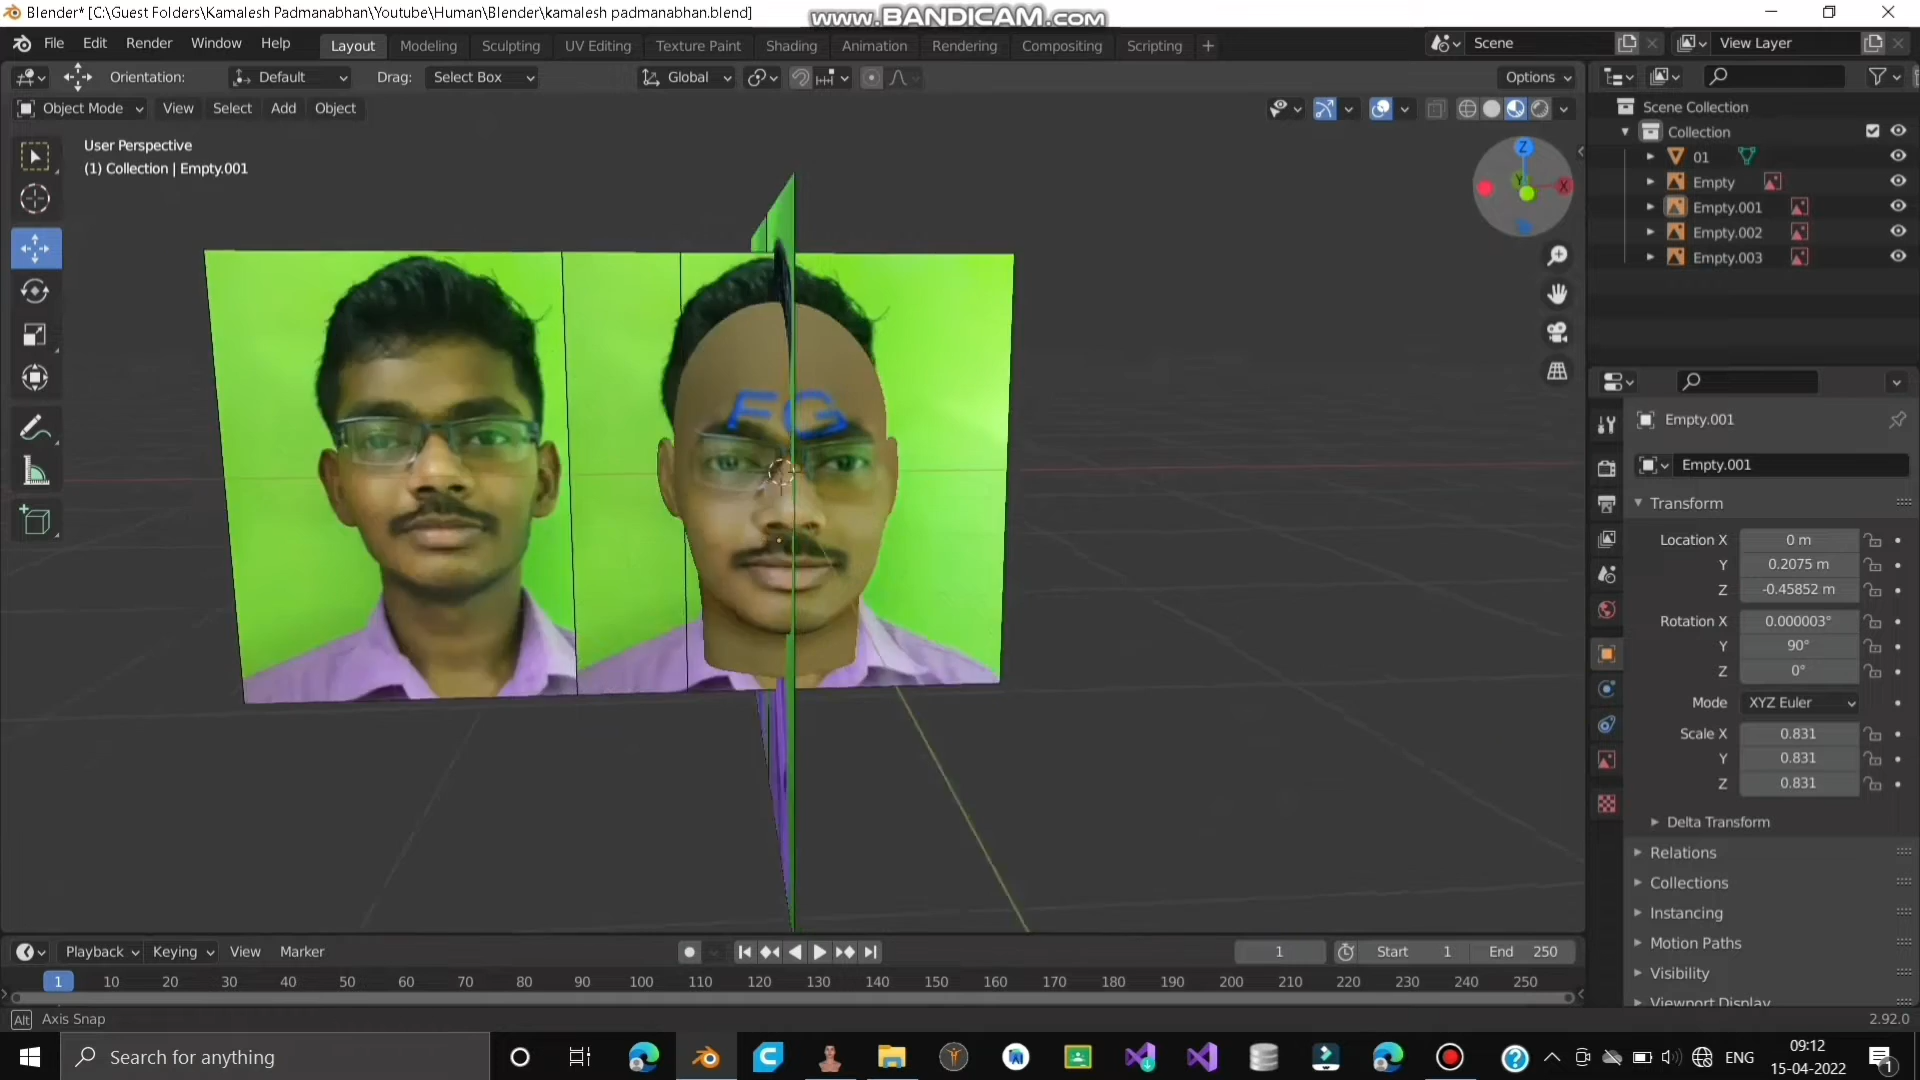 Blender* [C:\Guest Folders\Kamalesh Padmanabhan\Youtube\Human\Blender\kamalesh padmanabhan.blend]
www.BANDICAM.com
File Edit Render Window Help
Layout Modeling Sculpting UV Editing Texture Paint Shading Animation Rendering Compositing Scripting +
Scene
View Layer
Orientation: Default Drag: Select Box Global Options
Object Mode View Select Add Object
User Perspective
(1) Collection | Empty.001
Z
Y
X
FG
Scene Collection
Collection
01
Empty
Empty.001
Empty.002
Empty.003
Empty.001
Empty.001
Transform
Location X 0 m
Y 0.2075 m
Z -0.45852 m
Rotation X 0.000003°
Y 90°
Z 0°
Mode XYZ Euler
Scale X 0.831
Y 0.831
Z 0.831
Delta Transform
Relations
Collections
Instancing
Motion Paths
Visibility
Viewport Display
Playback Keying View Marker 1 Start 1 End 250
1 10 20 30 40 50 60 70 80 90 100 110 120 130 140 150 160 170 180 190 200 210 220 230 240 250
Alt Axis Snap
2.92.0
Search for anything
ENG
09:12
15-04-2022
1